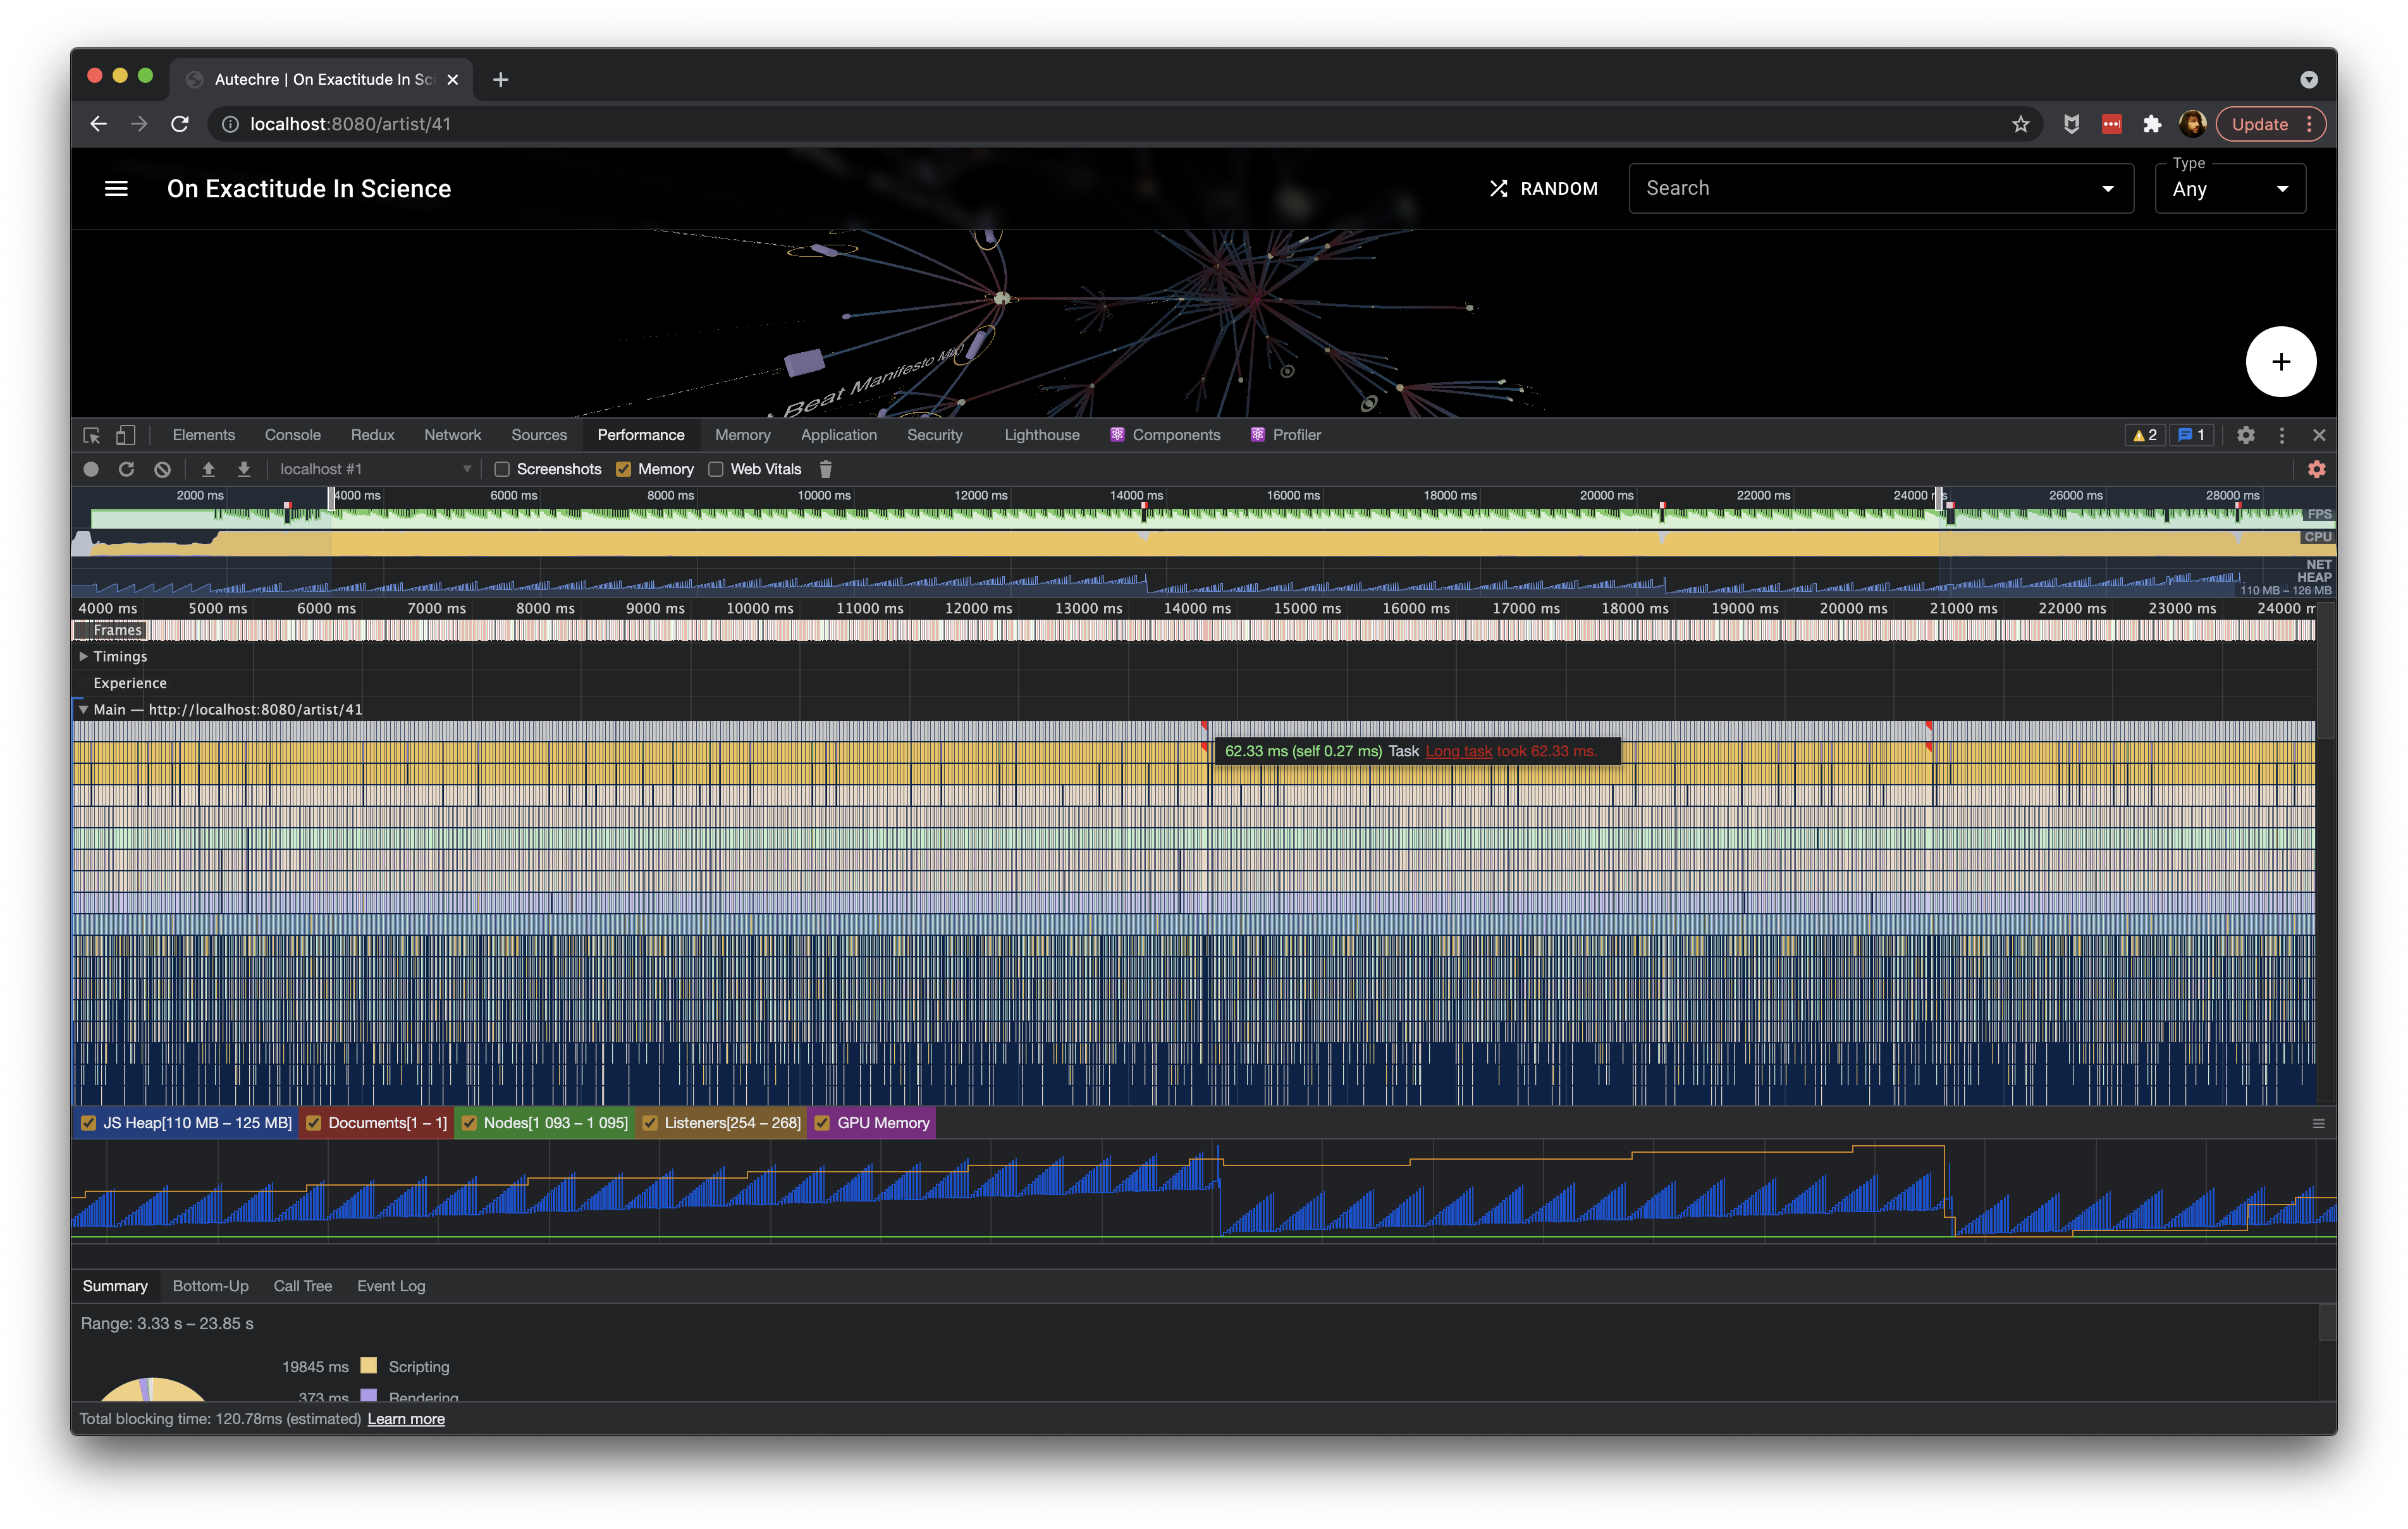 Autechre | On Exactitude In Sci
localhost:8080/artist/41
Update
On Exactitude In Science
RANDOM
Search
Type
Any
Beat Manifesto Mix)
Elements Console Redux Network Sources Performance Memory Application Security Lighthouse Components Profiler 2 1
localhost #1 Screenshots Memory Web Vitals
2000 ms 4000 ms 6000 ms 8000 ms 10000 ms 12000 ms 14000 ms 16000 ms 18000 ms 20000 ms 22000 ms 24000 ms 26000 ms 28000 ms
FPS
CPU
NET
HEAP
110 MB – 126 MB
4000 ms 5000 ms 6000 ms 7000 ms 8000 ms 9000 ms 10000 ms 11000 ms 12000 ms 13000 ms 14000 ms 15000 ms 16000 ms 17000 ms 18000 ms 19000 ms 20000 ms 21000 ms 22000 ms 23000 ms 24000 m
Frames
Timings
Experience
Main — http://localhost:8080/artist/41
62.33 ms (self 0.27 ms) Task Long task took 62.33 ms.
JS Heap[110 MB – 125 MB] Documents[1 – 1] Nodes[1 093 – 1 095] Listeners[254 – 268] GPU Memory
Summary Bottom-Up Call Tree Event Log
Range: 3.33 s – 23.85 s
19845 ms Scripting
373 ms Rendering
Total blocking time: 120.78ms (estimated) Learn more